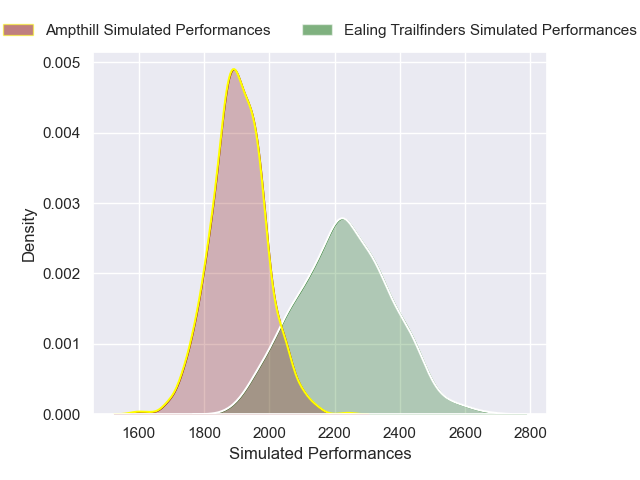 Ampthill Simulated Performances Ealing Trailfinders Simulated Performances
0.005
0.004
0.003
0.002
0.001
0.000
Density
1600 1800 2000 2200 2400 2600 2800
Simulated Performances